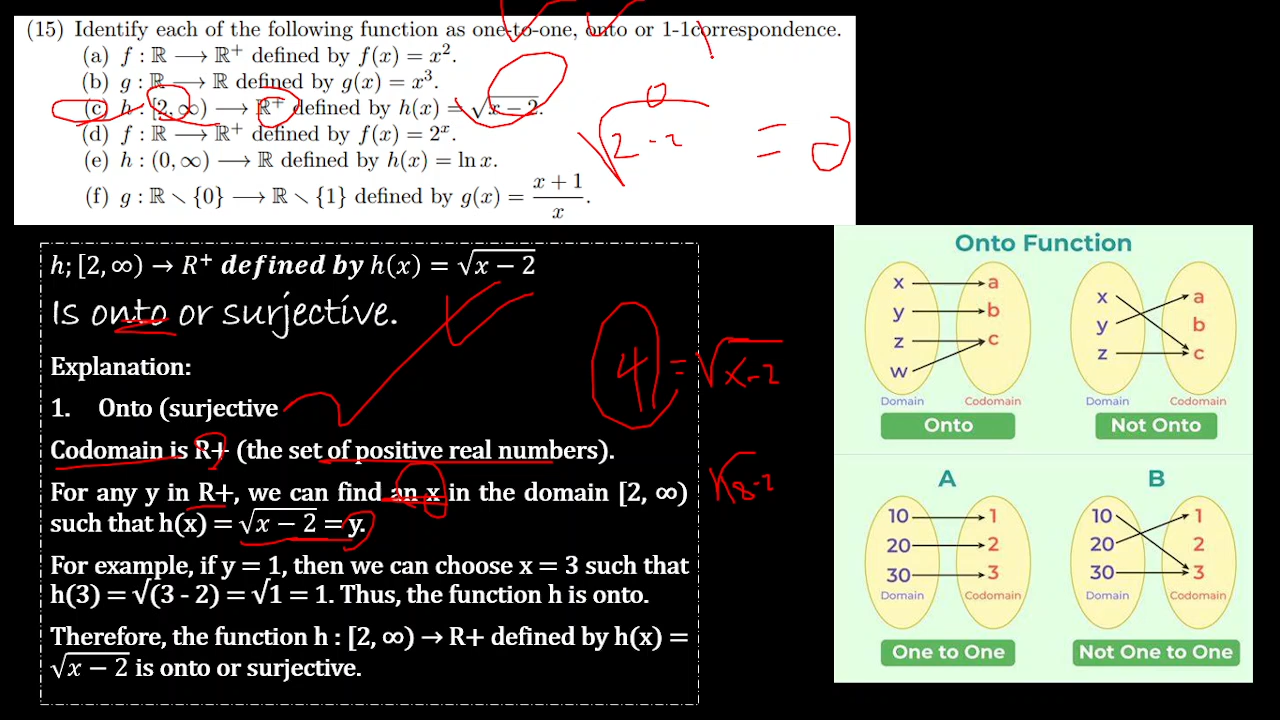 (15) Identify each of the following function as one-to-one, onto or 1-1correspondence.
(a) f : ℝ ⟶ ℝ⁺ defined by f(x) = x².
(b) g : ℝ ⟶ ℝ defined by g(x) = x³.
(c) h : [2, ∞) ⟶ ℝ⁺ defined by h(x) = √x − 2.
(d) f : ℝ ⟶ ℝ⁺ defined by f(x) = 2ˣ.
(e) h : (0, ∞) ⟶ ℝ defined by h(x) = ln x.
(f) g : ℝ ∖ {0} ⟶ ℝ ∖ {1} defined by g(x) = (x + 1)/x.
0
√2-2 = 0
h; [2, ∞) → R⁺ defined by h(x) = √x − 2
Is onto or surjective.
Explanation:
1. Onto (surjective
Codomain is R+ (the set of positive real numbers).
For any y in R+, we can find an x in the domain [2, ∞)
such that h(x) = √x − 2 = y.
For example, if y = 1, then we can choose x = 3 such that
h(3) = √(3 - 2) = √1 = 1. Thus, the function h is onto.
Therefore, the function h : [2, ∞) → R+ defined by h(x) =
√x − 2 is onto or surjective.
4 = √x-2
√8-2
Onto Function
x a
y b
z c
w
Domain Codomain
Onto
x a
y b
z c
Domain Codomain
Not Onto
A
10 1
20 2
30 3
Domain Codomain
One to One
B
10 1
20 2
30 3
Domain Codomain
Not One to One